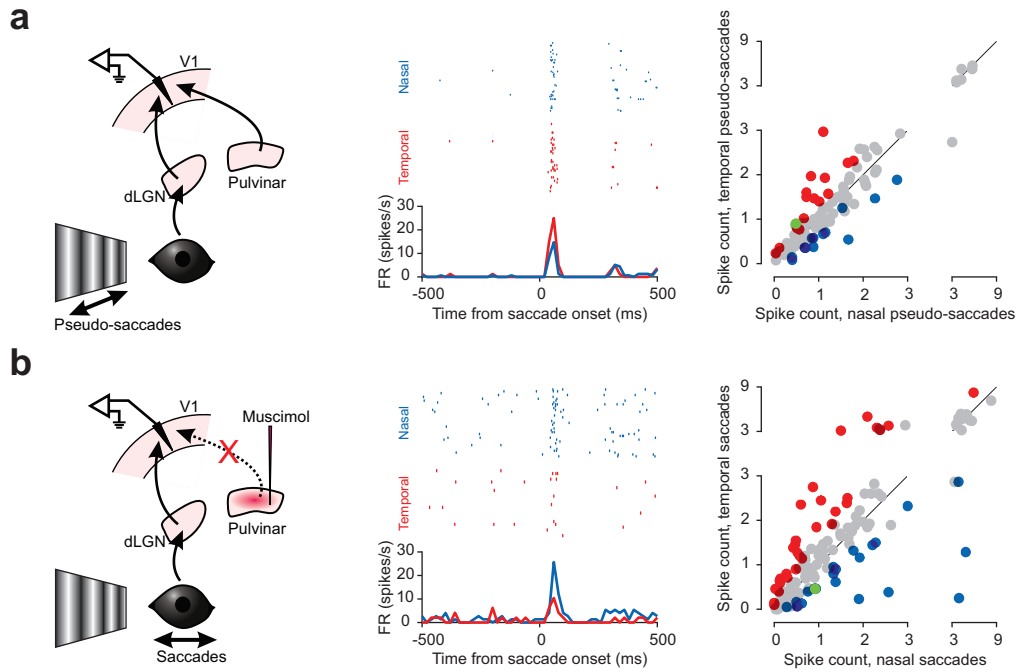 a
V1
dLGN
Pulvinar
Pseudo-saccades
Nasal
Temporal
FR (spikes/s)
30
20
10
0
-500
0
500
Time from saccade onset (ms)
Spike count, temporal pseudo-saccades
9
3
3
2
1
0
0
1
2
3
3
9
Spike count, nasal pseudo-saccades
b
V1
Muscimol
X
dLGN
Pulvinar
Saccades
Nasal
Temporal
FR (spikes/s)
30
20
10
0
-500
0
500
Time from saccade onset (ms)
Spike count, temporal saccades
9
3
3
2
1
0
0
1
2
3
3
9
Spike count, nasal saccades